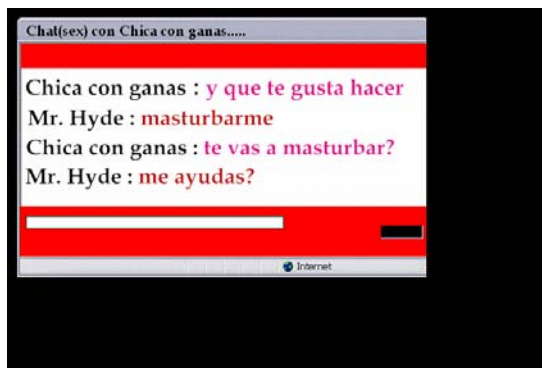 Chat(sex) con Chica con ganas.....
Chica con ganas : y que te gusta hacer
Mr. Hyde : masturbarme
Chica con ganas : te vas a masturbar?
Mr. Hyde : me ayudas?
Internet